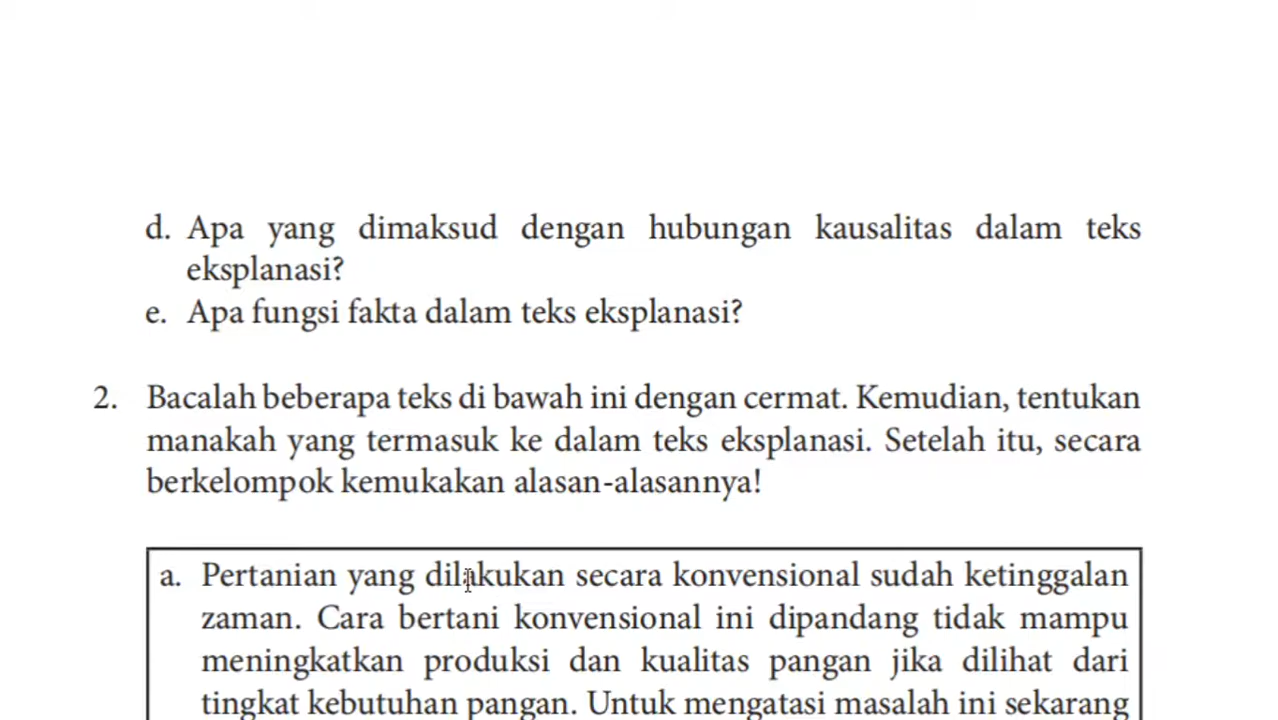 d. Apa yang dimaksud dengan hubungan kausalitas dalam teks
eksplanasi?
e. Apa fungsi fakta dalam teks eksplanasi?
2. Bacalah beberapa teks di bawah ini dengan cermat. Kemudian, tentukan
manakah yang termasuk ke dalam teks eksplanasi. Setelah itu, secara
berkelompok kemukakan alasan-alasannya!
a. Pertanian yang dilakukan secara konvensional sudah ketinggalan
zaman. Cara bertani konvensional ini dipandang tidak mampu
meningkatkan produksi dan kualitas pangan jika dilihat dari
tingkat kebutuhan pangan. Untuk mengatasi masalah ini sekarang